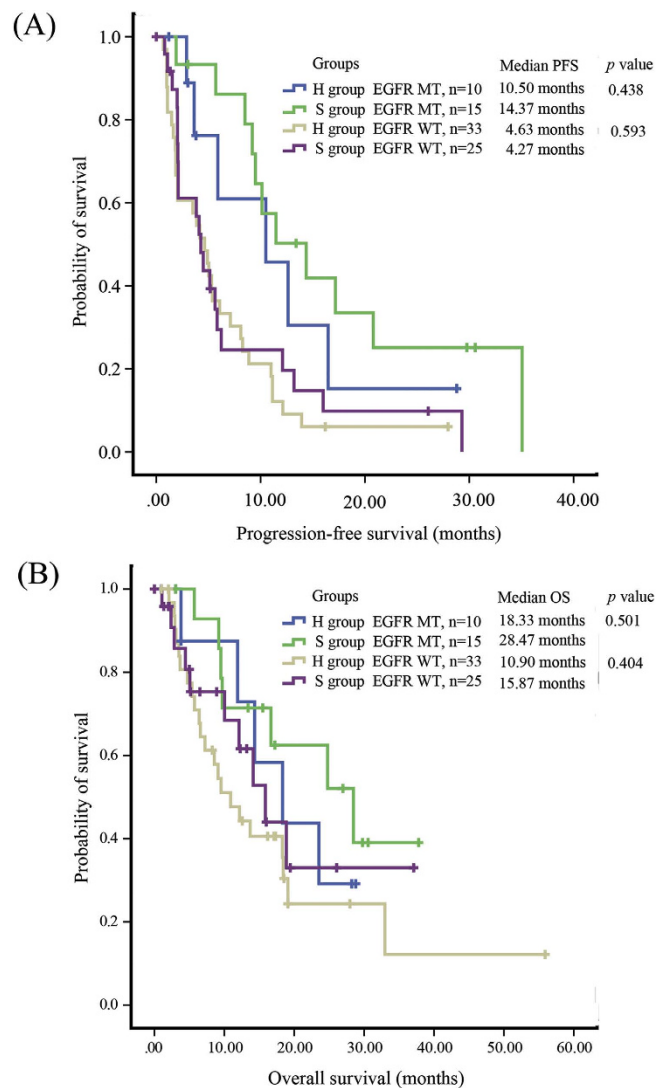 (A)
Groups Median PFS p value
H group EGFR MT, n=10 10.50 months 0.438
S group EGFR MT, n=15 14.37 months
H group EGFR WT, n=33 4.63 months 0.593
S group EGFR WT, n=25 4.27 months
Probability of survival
1.0
0.8
0.6
0.4
0.2
0.0
.00 10.00 20.00 30.00 40.00
Progression-free survival (months)
(B)
Groups Median OS p value
H group EGFR MT, n=10 18.33 months 0.501
S group EGFR MT, n=15 28.47 months
H group EGFR WT, n=33 10.90 months 0.404
S group EGFR WT, n=25 15.87 months
Probability of survival
1.0
0.8
0.6
0.4
0.2
0.0
.00 10.00 20.00 30.00 40.00 50.00 60.00
Overall survival (months)